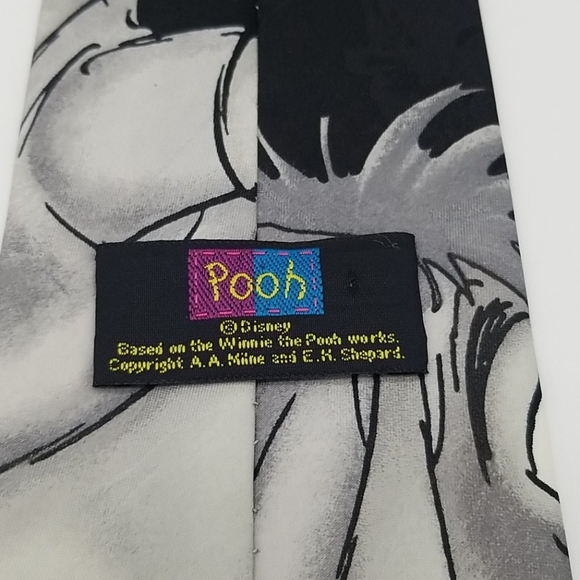 Pooh
© Disney
Based on the Winnie the Pooh works.
Copyright A.A. Milne and E.H. Shepard.